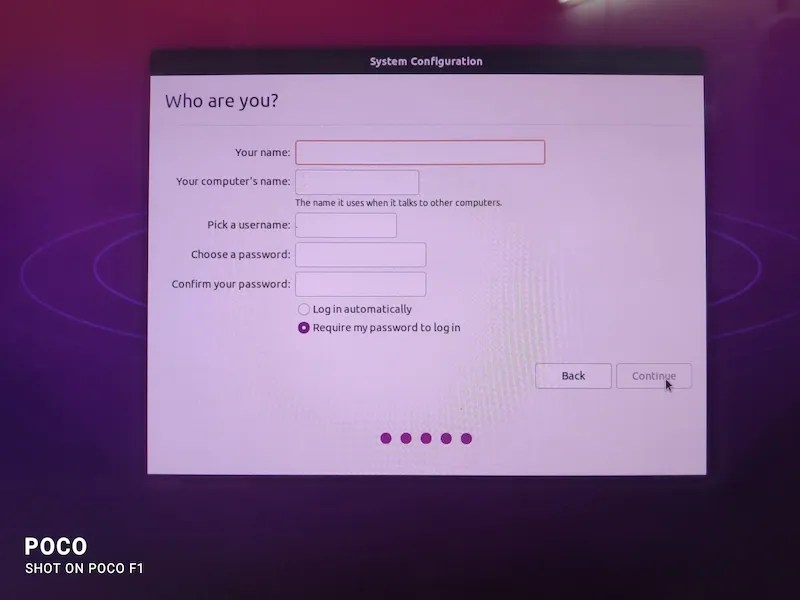 System Configuration
Who are you?
Your name:
Your computer's name:
The name it uses when it talks to other computers.
Pick a username:
Choose a password:
Confirm your password:
Log in automatically
Require my password to log in
Back
Continue
POCO
SHOT ON POCO F1